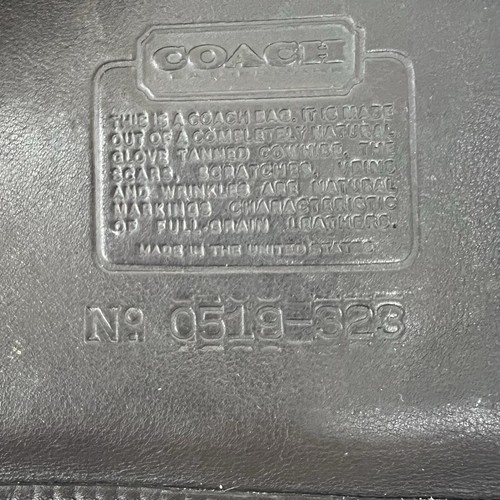 COACH
THIS IS A COACH BAG. IT IS MADE
OUT OF A COMPLETELY NATURAL
GLOVE TANNED COWHIDE. THE
SCARS, SCRATCHES, VEINS
AND WRINKLES ARE NATURAL
MARKINGS CHARACTERISTIC
OF FULL-GRAIN LEATHERS.
MADE IN THE UNITED STATES
No. 0519-323